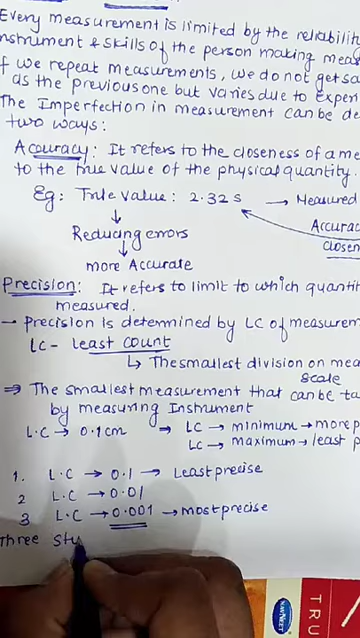 Every measurement is limited by the reliabilit
nstrument & skills of the person making meas
f we repeat measurements, we do not get sa
as the previous one but varies due to Experi
The Imperfection in measurement can be de
two ways:
Accuracy: It refers to the closeness of a me
to the true value of the physical quantity.
Eg: True value: 2.32 s → Measured
↓
Accurac
Reducing errors
closen
↓
more Accurate
Precision: It refers to limit to which quantit
measured.
→ Precision is determined by LC of measurem
LC - least count
↳ The smallest division on mea
scale
⇒ The smallest measurement that can be ta
by measuring Instrument
L.C → 0.1 cm ⇒ LC → minimum → more p
LC → maximum → least p
1. L.C → 0.1 → Least precise
2 L.C → 0.01
3 L.C → 0.001 → most precise
Three stu
NAVNEET
TRU